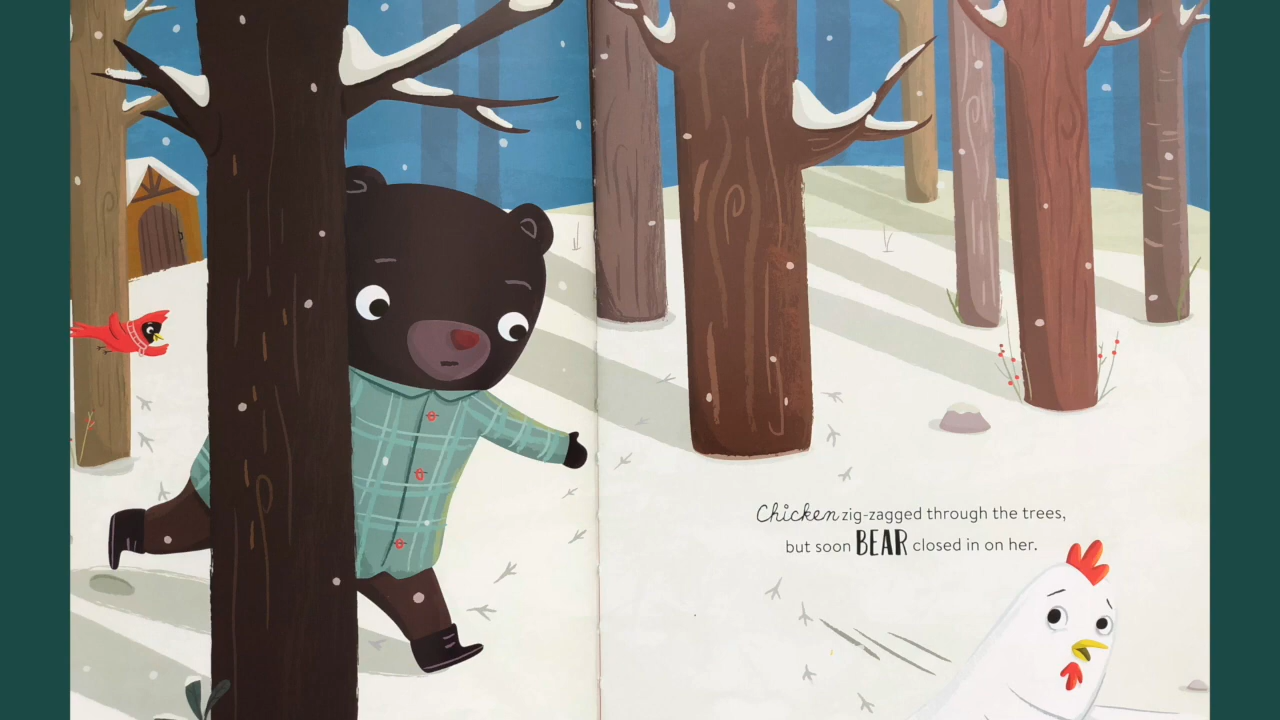 Chicken zig-zagged through the trees,
but soon BEAR closed in on her.